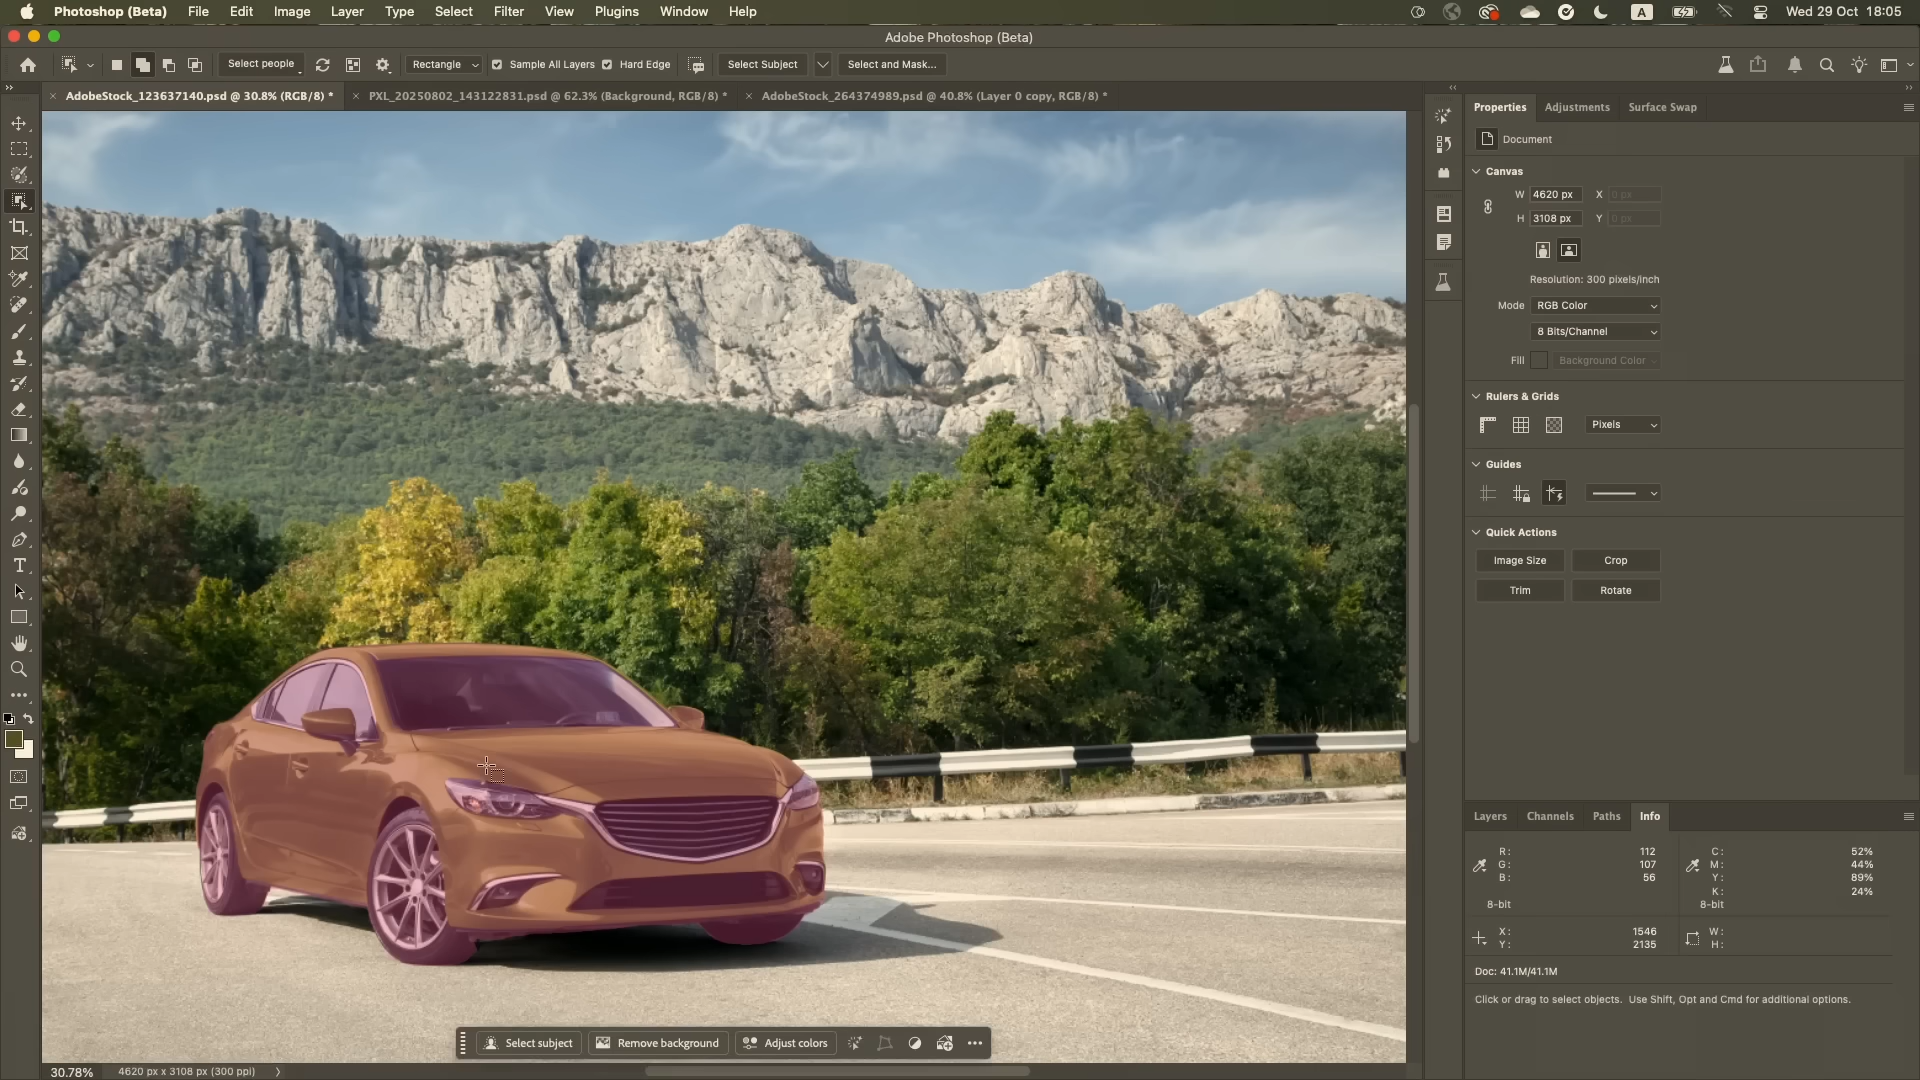 Photoshop (Beta) File Edit Image Layer Type Select Filter View Plugins Window Help A Wed 29 Oct 18:05
Adobe Photoshop (Beta)
Select people Rectangle Sample All Layers Hard Edge Select Subject Select and Mask...
AdobeStock_123637140.psd @ 30.8% (RGB/8) * PXL_20250802_143122831.psd @ 62.3% (Background, RGB/8) * AdobeStock_264374989.psd @ 40.8% (Layer 0 copy, RGB/8) *
Properties Adjustments Surface Swap
Document
Canvas
W 4620 px X 0 px
H 3108 px Y 0 px
Resolution: 300 pixels/inch
Mode RGB Color
8 Bits/Channel
Fill Background Color
Rulers & Grids
Pixels
Guides
Quick Actions
Image Size Crop
Trim Rotate
Layers Channels Paths Info
R: 112 C: 52%
G: 107 M: 44%
B: 56 Y: 89%
K: 24%
8-bit 8-bit
X: 1546 W:
Y: 2135 H:
Doc: 41.1M/41.1M
Click or drag to select objects. Use Shift, Opt and Cmd for additional options.
Select subject Remove background Adjust colors
30.78% 4620 px x 3108 px (300 ppi)